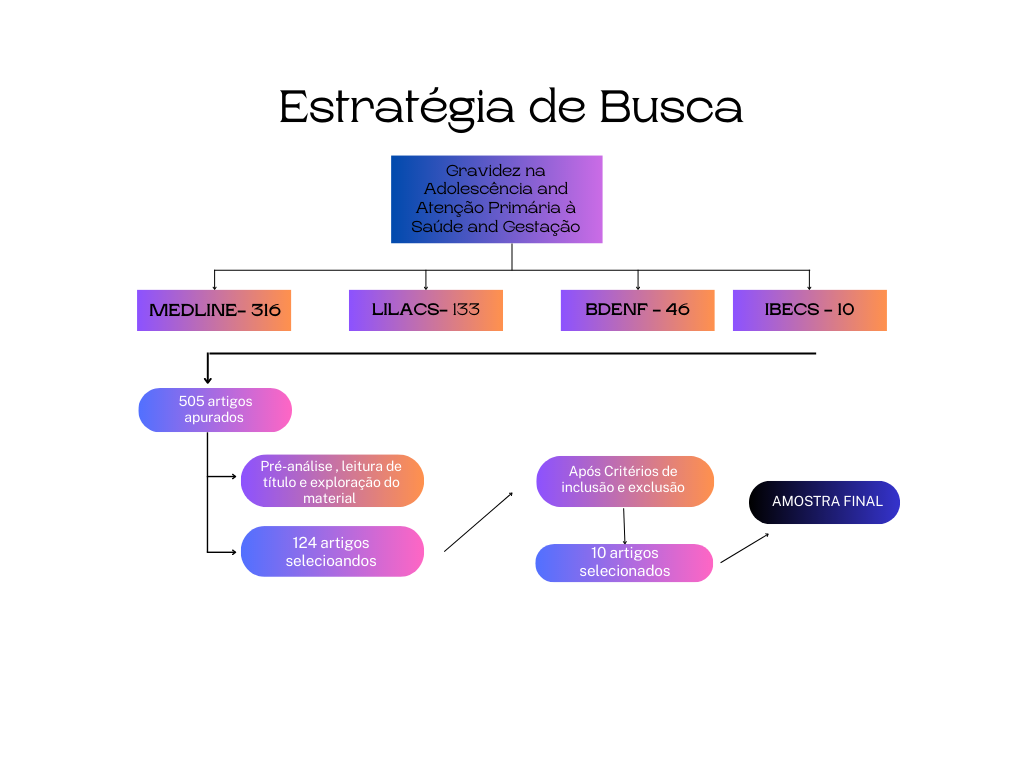 Estratégia de Busca
Gravidez na
Adolescência and
Atenção Primária à
Saúde and Gestação
MEDLINE- 316
LILACS- 133
BDENF - 46
IBECS - 10
505 artigos
apurados
Pré-análise , leitura de
título e exploração do
material
124 artigos
selecioandos
Após Critérios de
inclusão e exclusão
10 artigos
selecionados
AMOSTRA FINAL